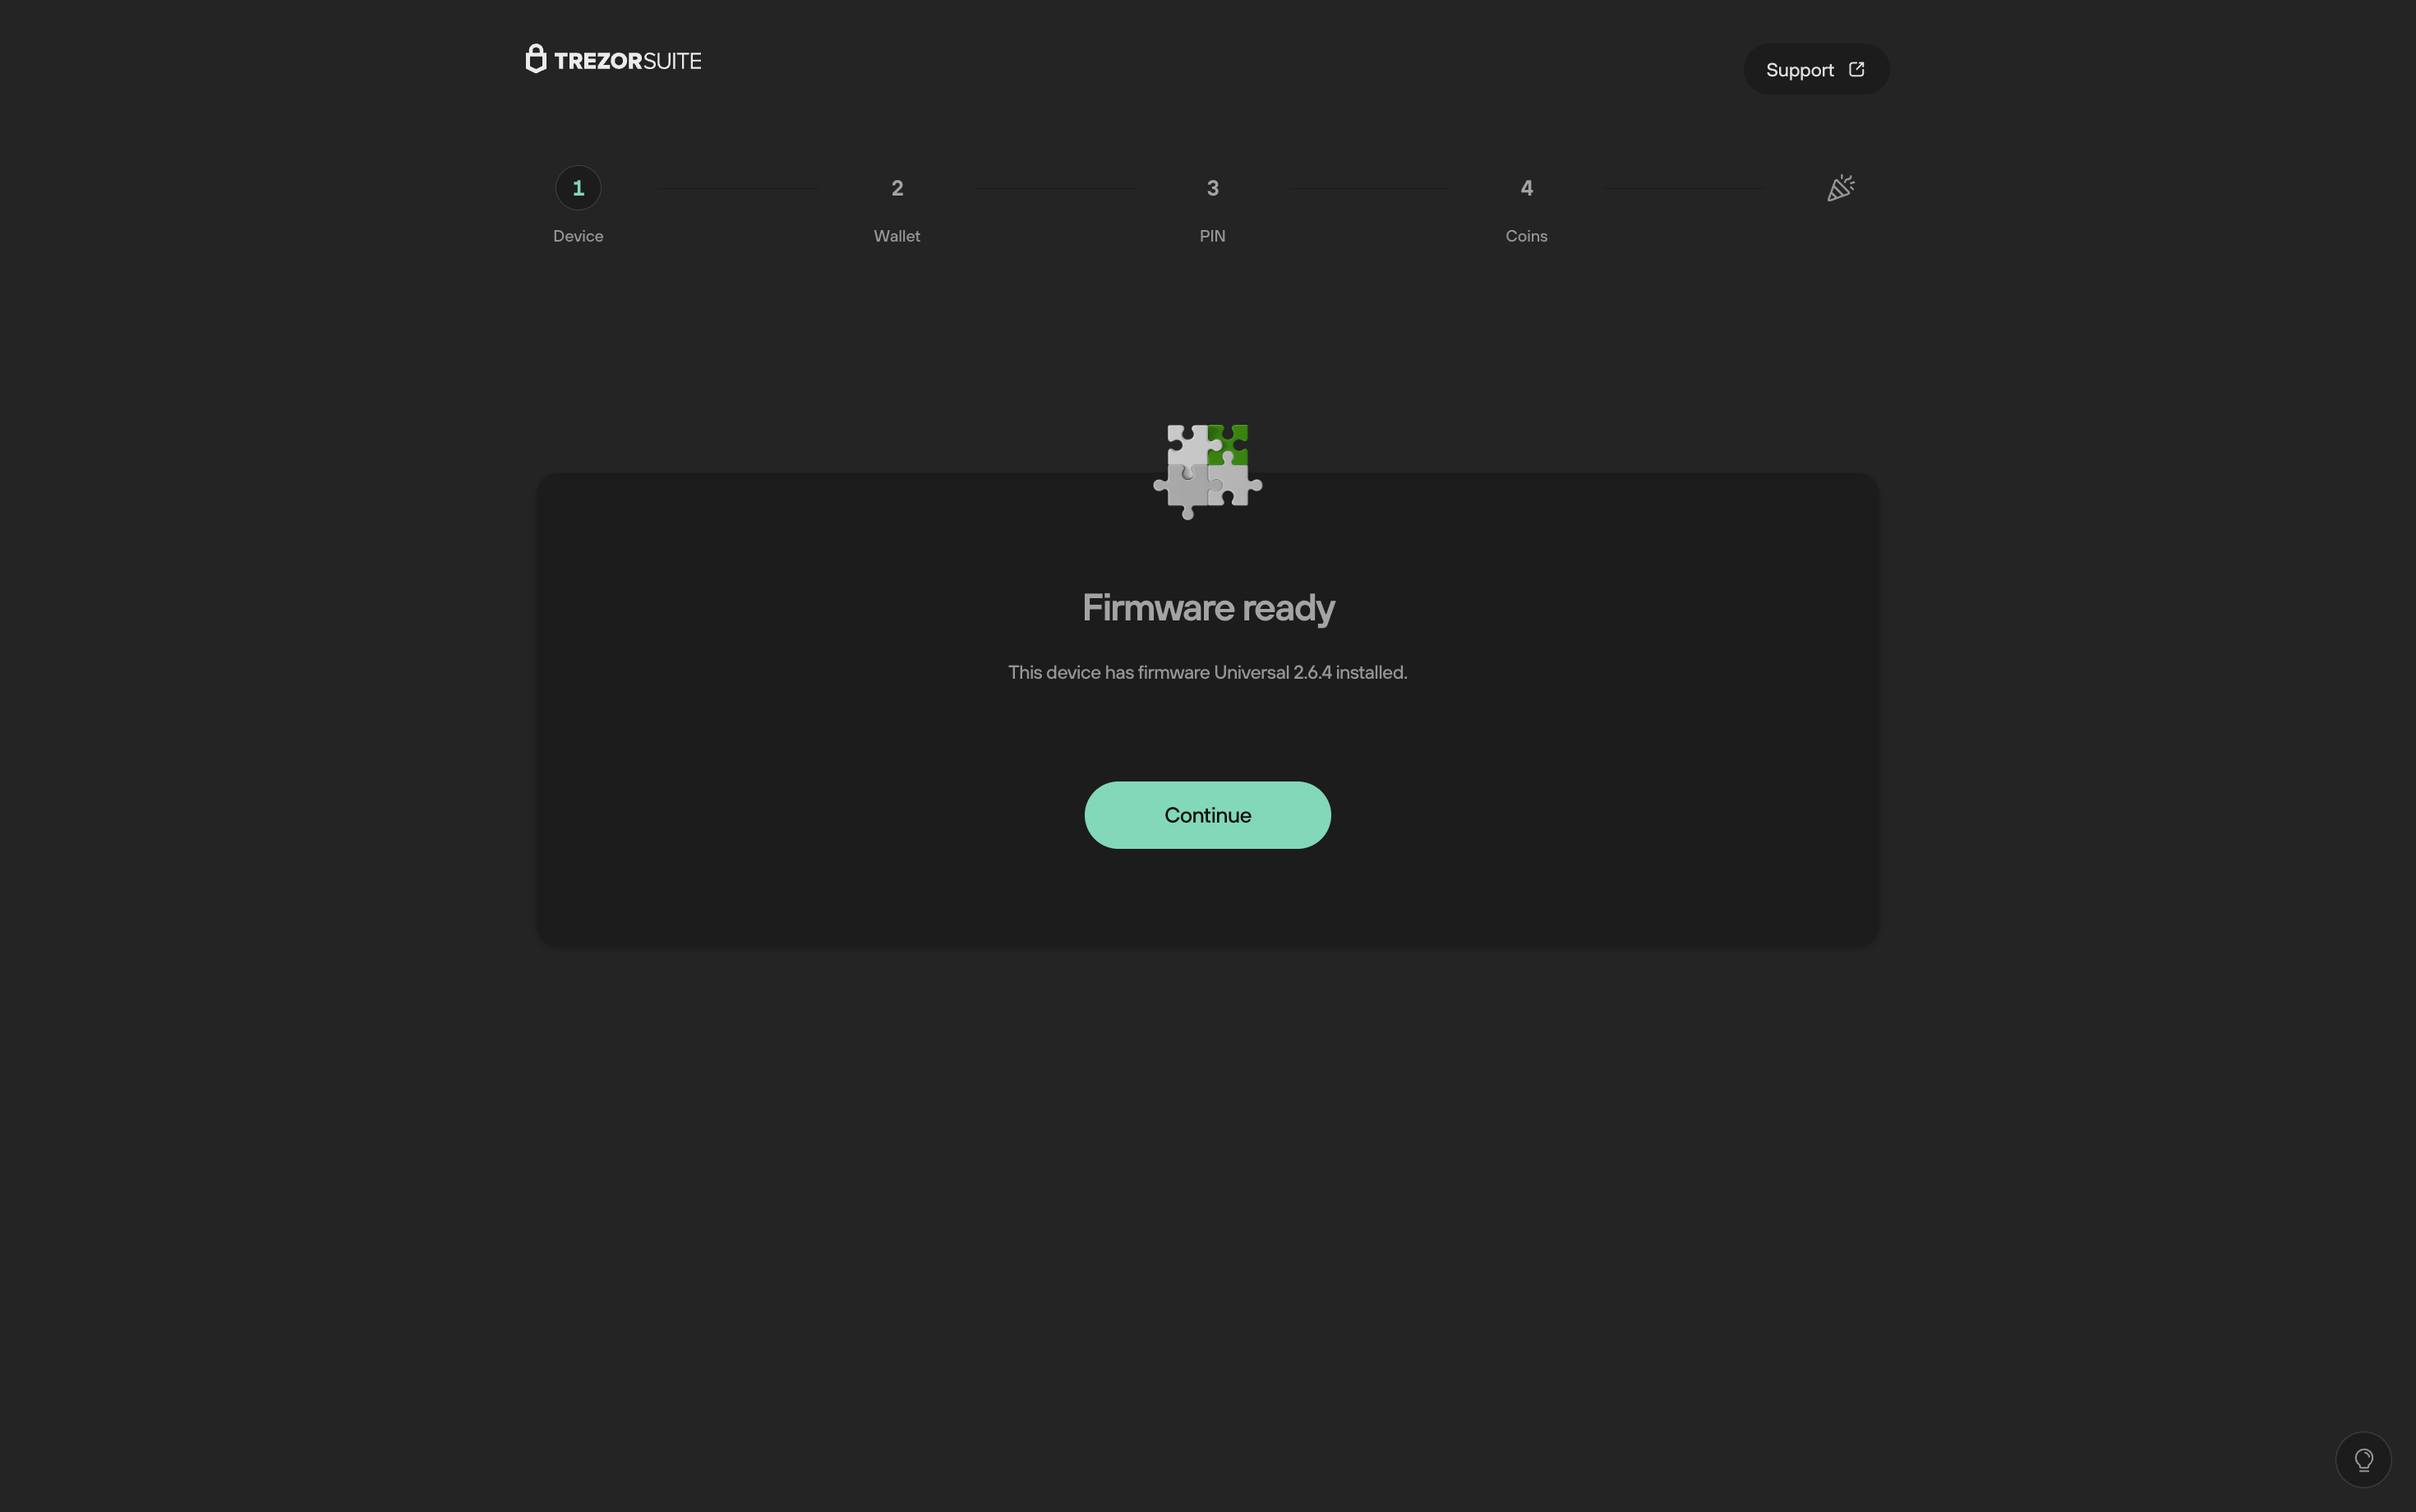 TREZORSUITE
Support
1
2
3
4
Device
Wallet
PIN
Coins
Firmware ready
This device has firmware Universal 2.6.4 installed.
Continue